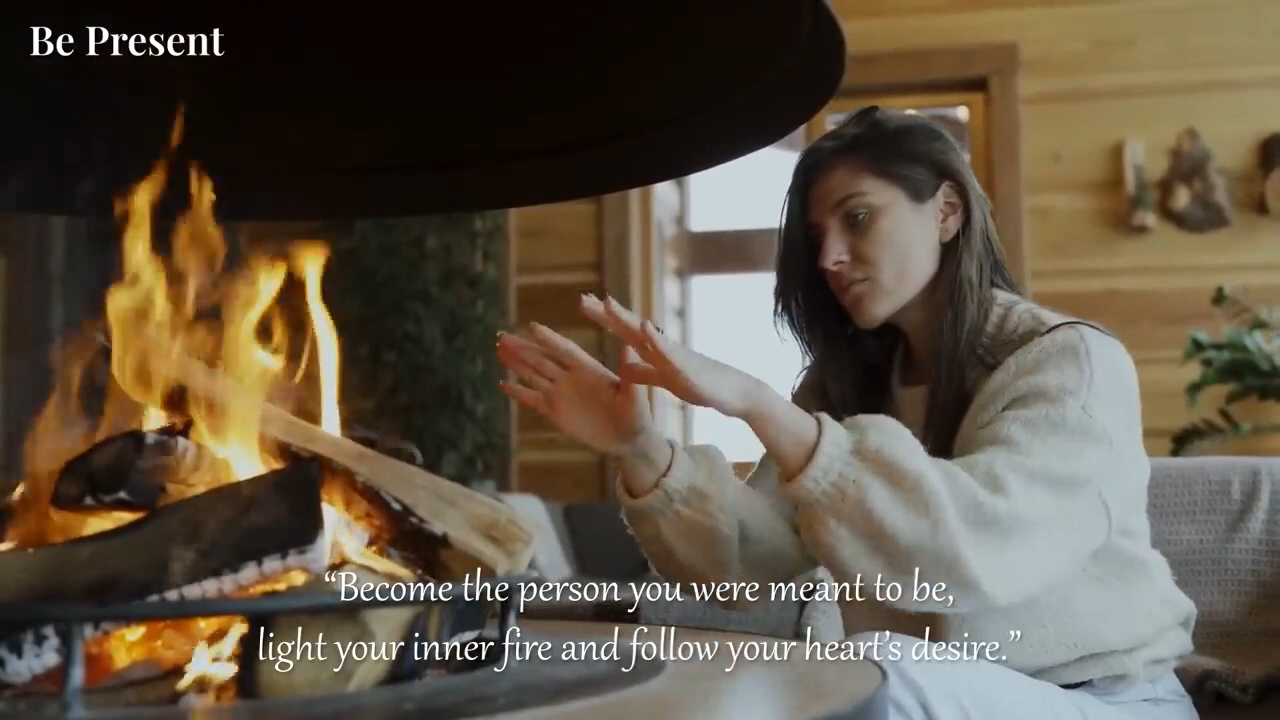 Be Present
“Become the person you were meant to be,
light your inner fire and follow your heart’s desire.”